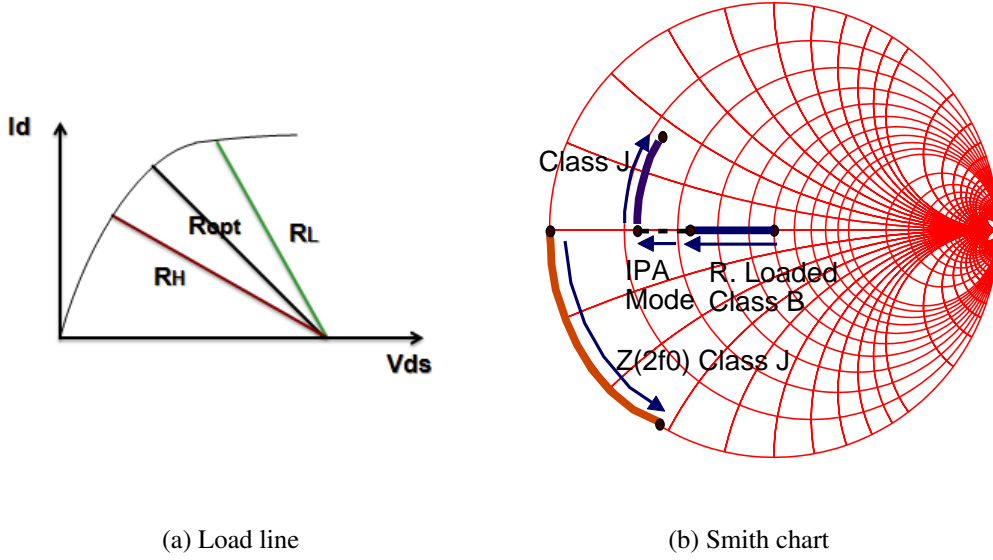 Id
Ropt
RL
RH
Vds
Class J
IPA
Mode
R. Loaded
Class B
Z(2f0) Class J
(a) Load line
(b) Smith chart